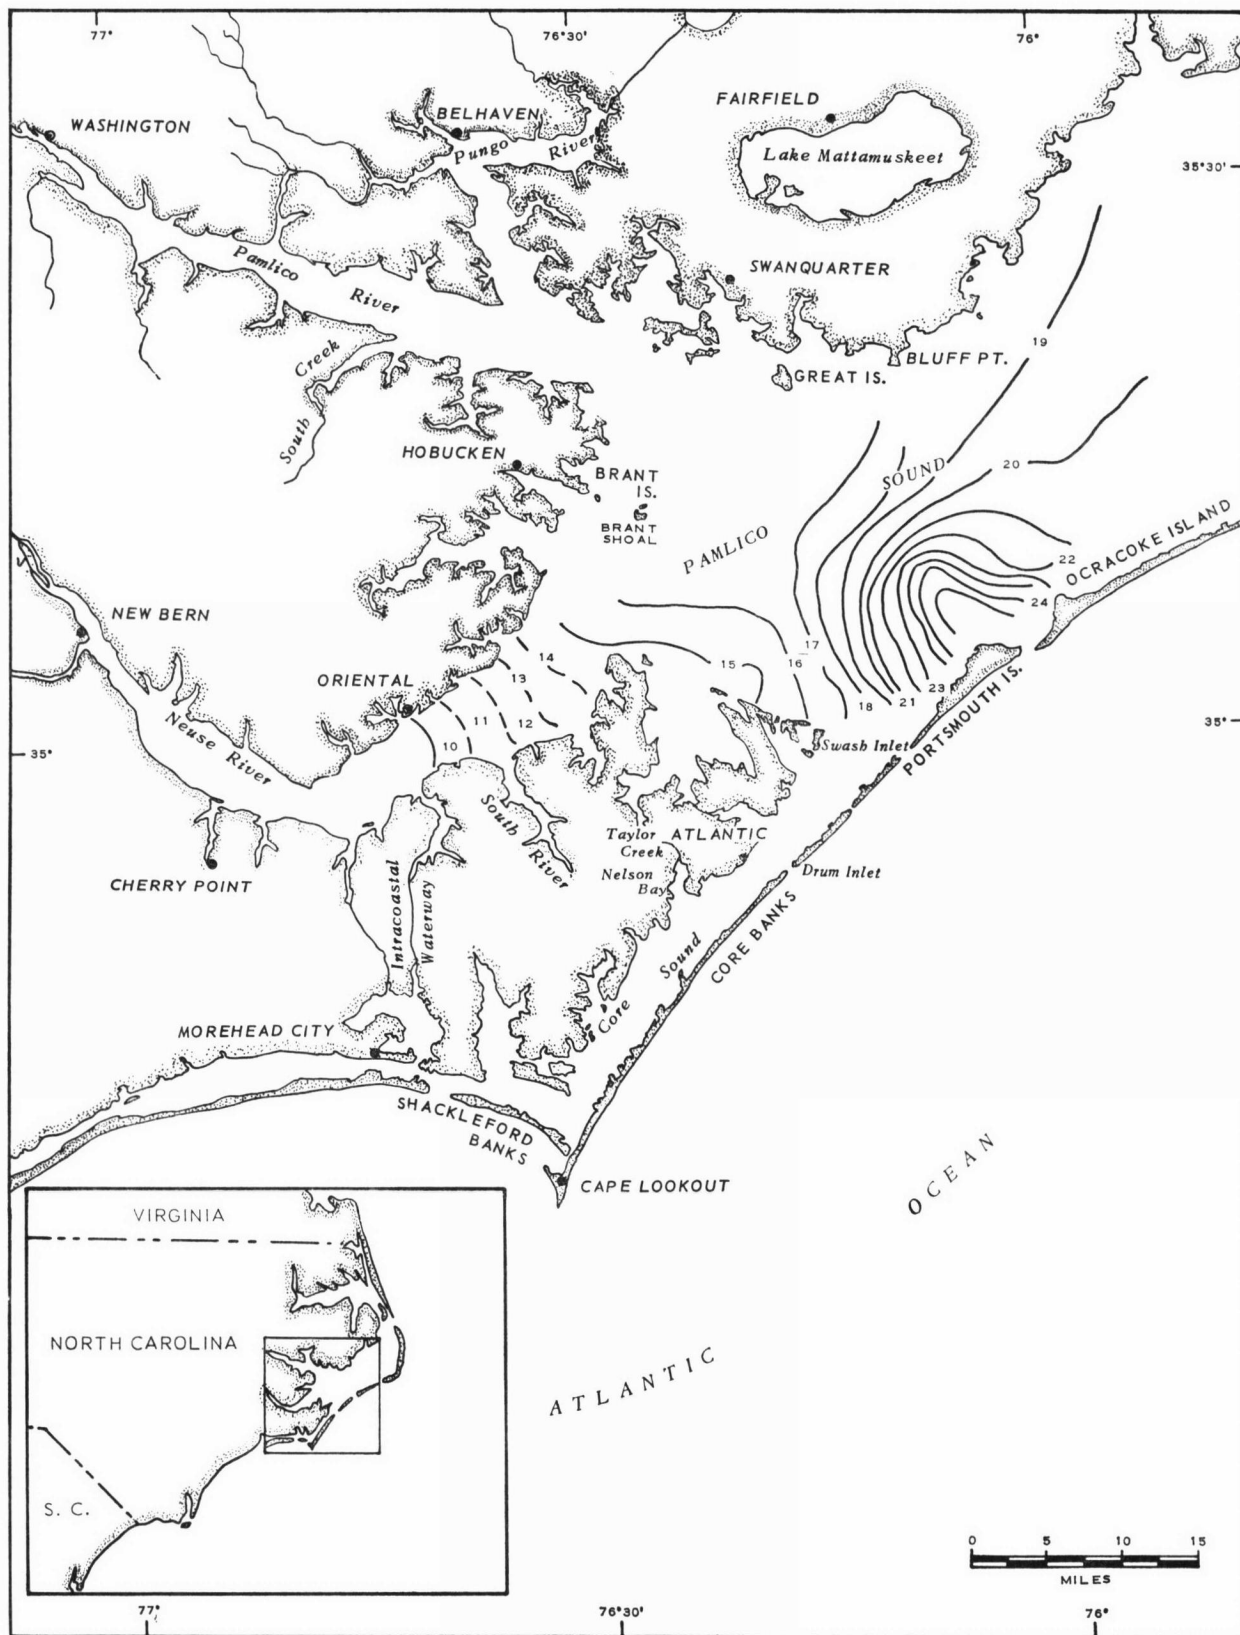 77°
76°30'
76°
WASHINGTON
BELHAVEN
FAIRFIELD
Pungo River
Lake Mattamuskeet
35°30'
Pamlico River
SWANQUARTER
19
South Creek
BLUFF PT.
GREAT IS.
HOBUCKEN
BRANT IS.
BRANT SHOAL
PAMLICO SOUND
20
22
24
OCRACOKE ISLAND
NEW BERN
ORIENTAL
14
13
12
11
10
15
16
17
18
21
23
PORTSMOUTH IS.
35°
35°
Neuse River
Swash Inlet
South River
Taylor Creek
ATLANTIC
CHERRY POINT
Nelson Bay
Drum Inlet
Intracoastal Waterway
CORE BANKS
Core Sound
MOREHEAD CITY
SHACKLEFORD BANKS
CAPE LOOKOUT
ATLANTIC OCEAN
VIRGINIA
NORTH CAROLINA
S. C.
0 5 10 15
MILES
77°
76°30'
76°